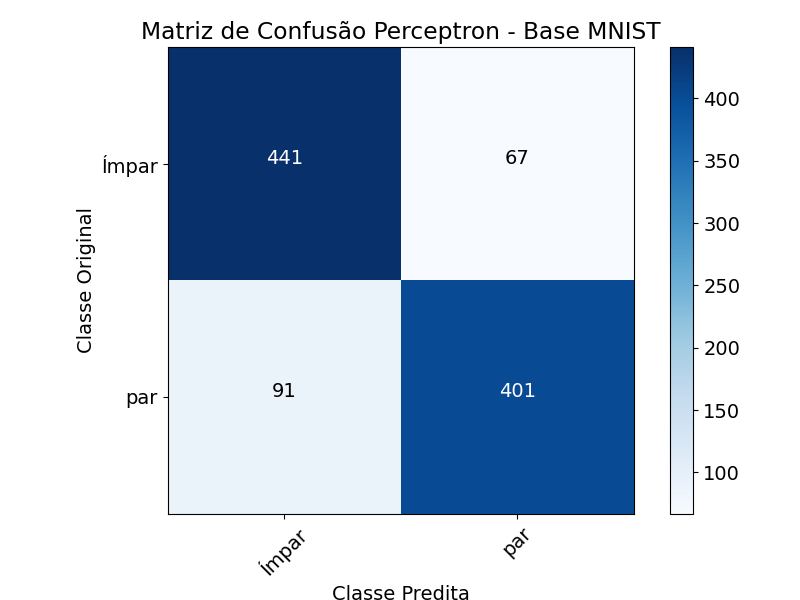 Matriz de Confusão Perceptron - Base MNIST
Classe Original
Ímpar
441
67
par
91
401
Ímpar
par
Classe Predita
400
350
300
250
200
150
100